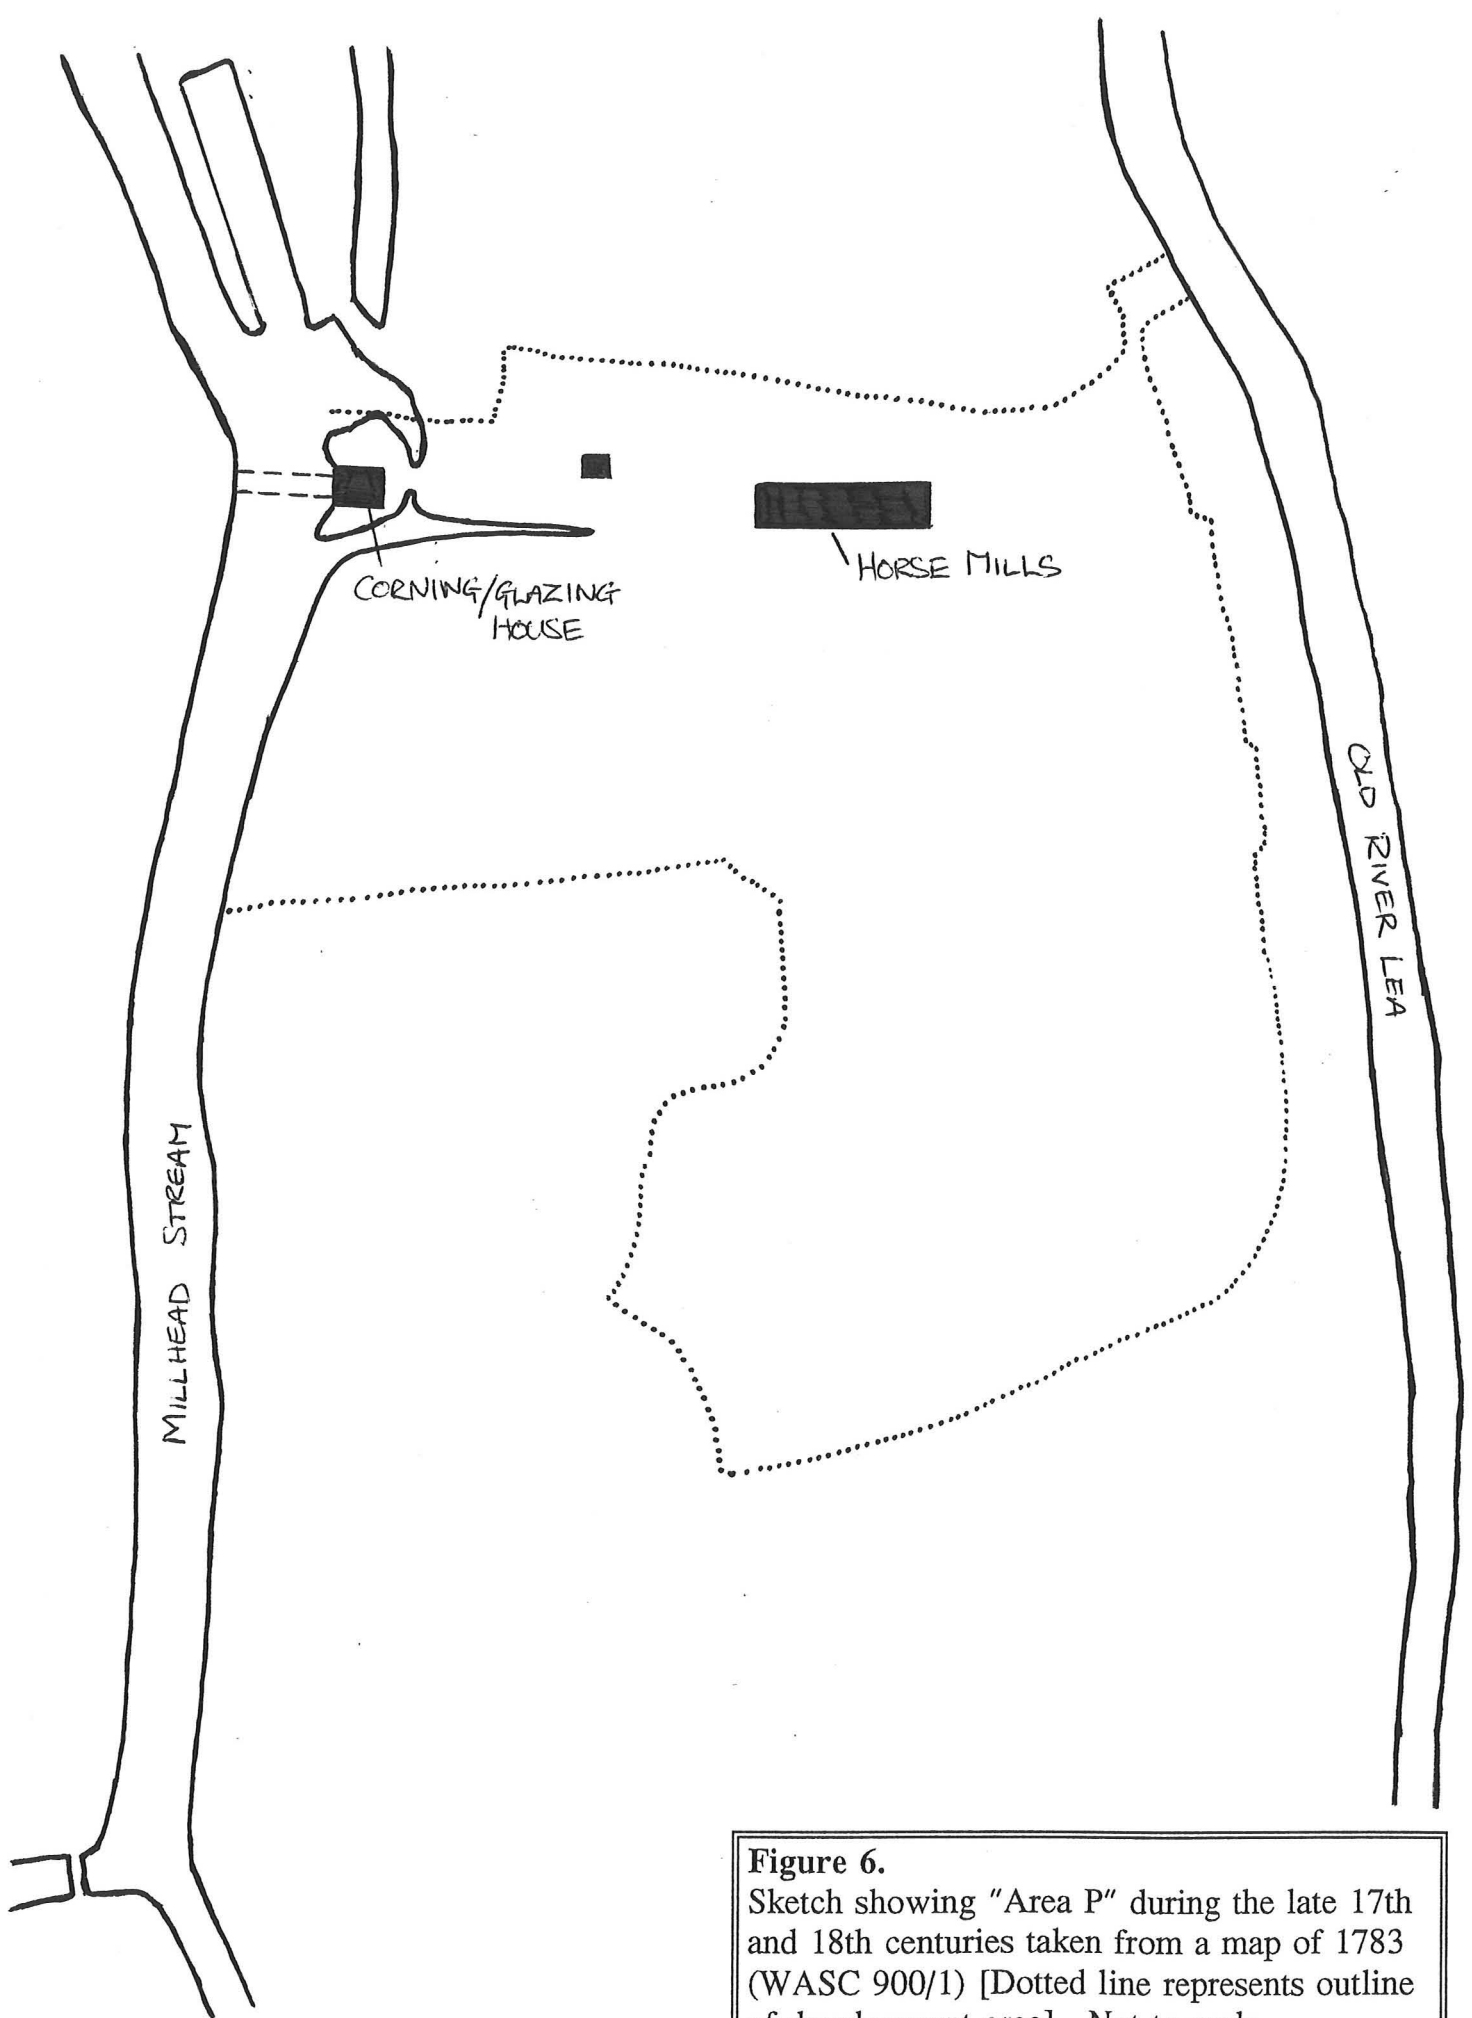 CORNING/GLAZING
HOUSE
HORSE MILLS
OLD RIVER LEA
MILLHEAD STREAM
Figure 6.
Sketch showing "Area P" during the late 17th
and 18th centuries taken from a map of 1783
(WASC 900/1) [Dotted line represents outline